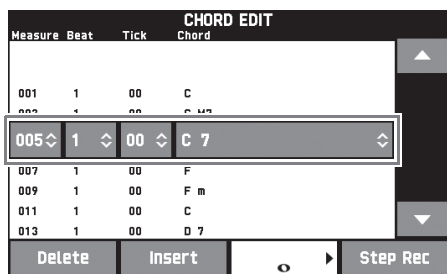 CHORD EDIT
Measure Beat Tick Chord
001 1 00 C
005 1 00 C 7
007 1 00 F
009 1 00 F m
011 1 00 C
013 1 00 D 7
Delete Insert Step Rec